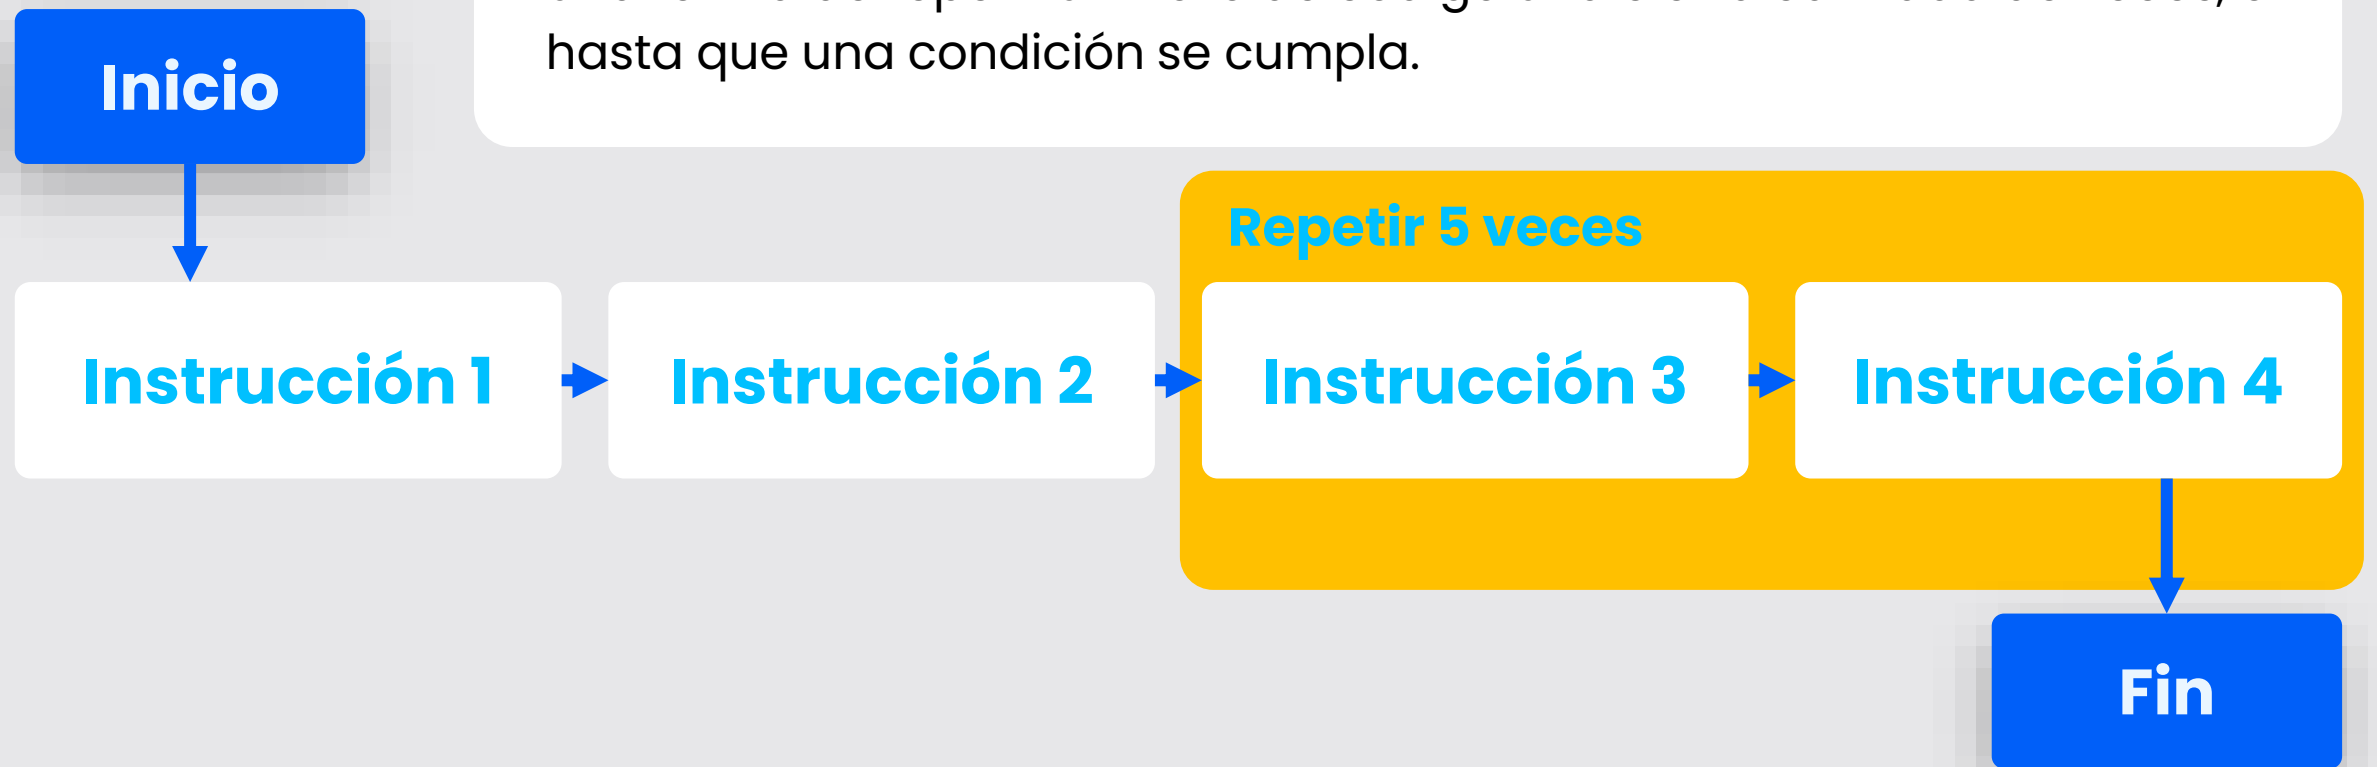 Inicio
hasta que una condición se cumpla.
Repetir 5 veces
Instrucción 1
Instrucción 2
Instrucción 3
Instrucción 4
Fin